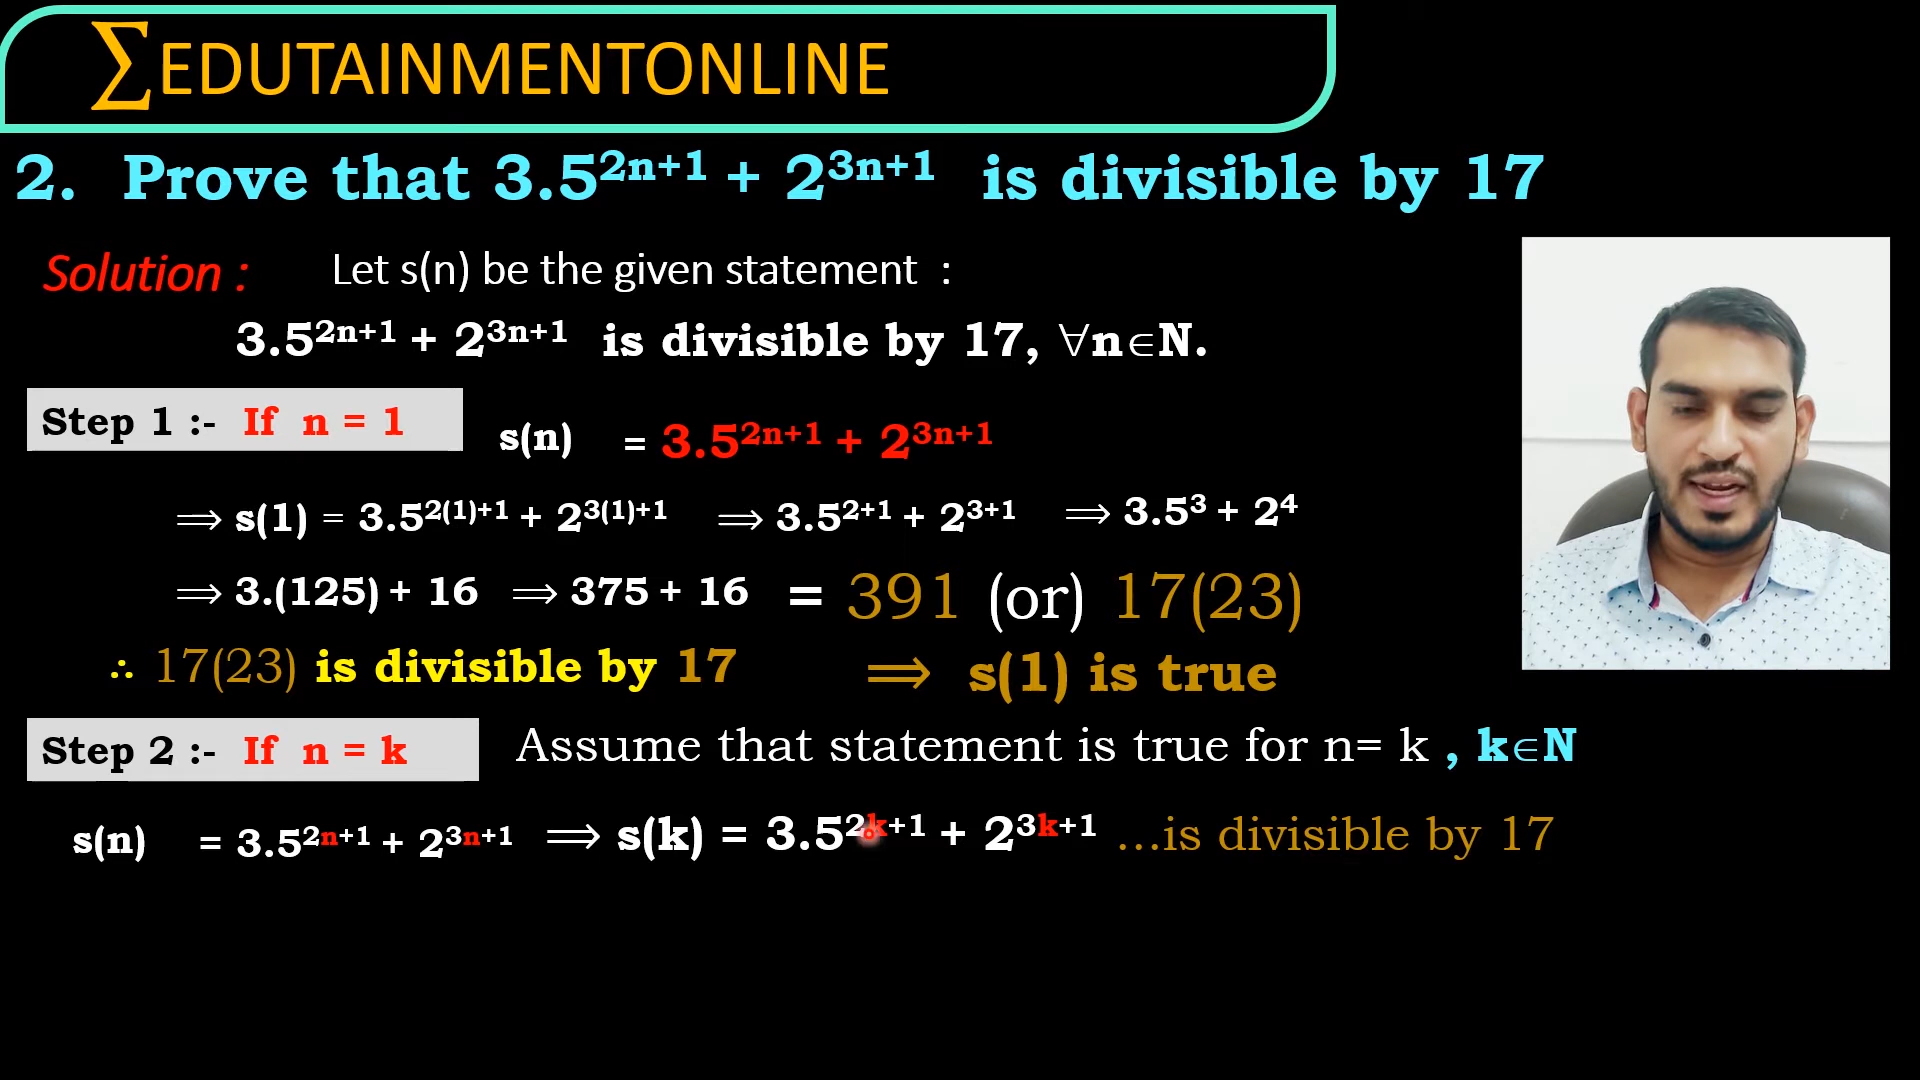 ∑EDUTAINMENTONLINE
2. Prove that 3.5²ⁿ⁺¹ + 2³ⁿ⁺¹ is divisible by 17
Solution : Let s(n) be the given statement :
3.5²ⁿ⁺¹ + 2³ⁿ⁺¹ is divisible by 17, ∀n∈N.
Step 1 :- If n = 1 s(n) = 3.5²ⁿ⁺¹ + 2³ⁿ⁺¹
⟹ s(1) = 3.5²⁽¹⁾⁺¹ + 2³⁽¹⁾⁺¹ ⟹ 3.5²⁺¹ + 2³⁺¹ ⟹ 3.5³ + 2⁴
⟹ 3.(125) + 16 ⟹ 375 + 16 = 391 (or) 17(23)
∴ 17(23) is divisible by 17 ⟹ s(1) is true
Step 2 :- If n = k Assume that statement is true for n= k , k∈N
s(n) = 3.5²ⁿ⁺¹ + 2³ⁿ⁺¹ ⟹ s(k) = 3.5²ᵏ⁺¹ + 2³ᵏ⁺¹ ...is divisible by 17